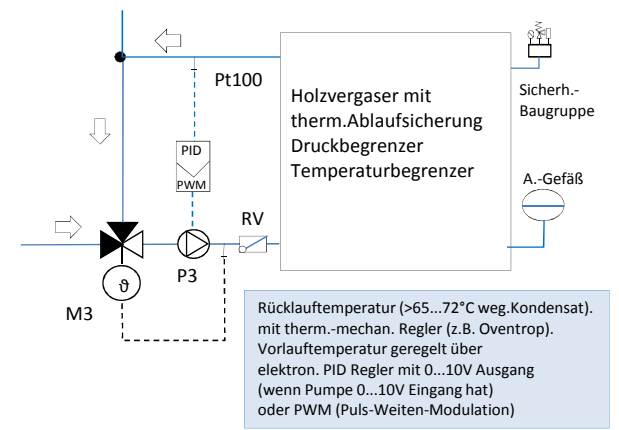 Pt100
Holzvergaser mit
therm.Ablaufsicherung
Druckbegrenzer
Temperaturbegrenzer
Sicherh.-
Baugruppe
PID
PWM
A.-Gefäß
RV
P3
ϑ
M3
Rücklauftemperatur (>65...72°C weg.Kondensat).
mit therm.-mechan. Regler (z.B. Oventrop).
Vorlauftemperatur geregelt über
elektron. PID Regler mit 0...10V Ausgang
(wenn Pumpe 0...10V Eingang hat)
oder PWM (Puls-Weiten-Modulation)